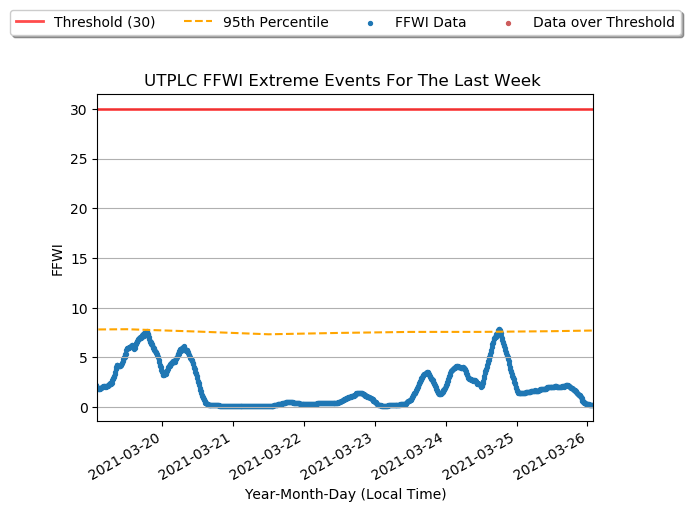 Threshold (30) 95th Percentile FFWI Data Data over Threshold
UTPLC FFWI Extreme Events For The Last Week
30
25
20
15
10
5
0
FFWI
2021-03-20 2021-03-21 2021-03-22 2021-03-23 2021-03-24 2021-03-25 2021-03-26
Year-Month-Day (Local Time)